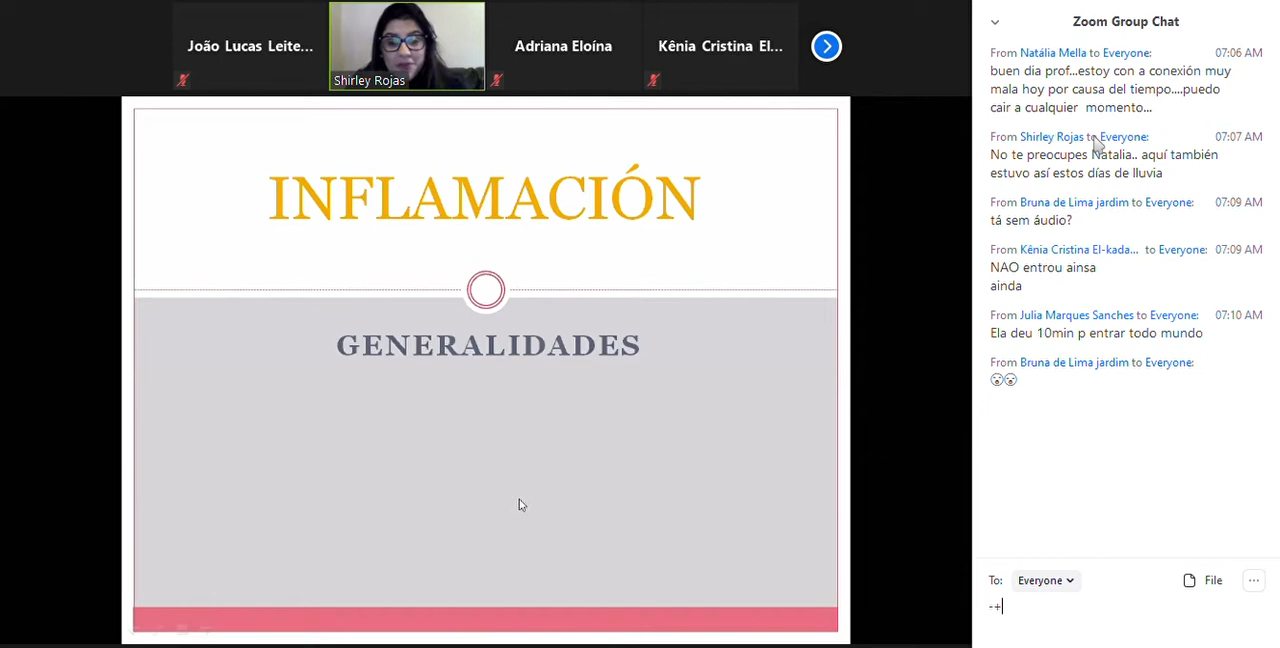 João Lucas Leite...
Shirley Rojas
Adriana Eloína
Kênia Cristina El...
INFLAMACIÓN
GENERALIDADES
Zoom Group Chat
From Natália Mella to Everyone: 07:06 AM
buen dia prof...estoy con a conexión muy
mala hoy por causa del tiempo....puedo
cair a cualquier momento...
From Shirley Rojas to Everyone: 07:07 AM
No te preocupes Natalia.. aquí también
estuvo así estos días de lluvia
From Bruna de Lima jardim to Everyone: 07:09 AM
tá sem áudio?
From Kênia Cristina El-kada... to Everyone: 07:09 AM
NAO entrou ainsa
ainda
From Julia Marques Sanches to Everyone: 07:10 AM
Ela deu 10min p entrar todo mundo
From Bruna de Lima jardim to Everyone:
😮😮
To: Everyone File ...
-+